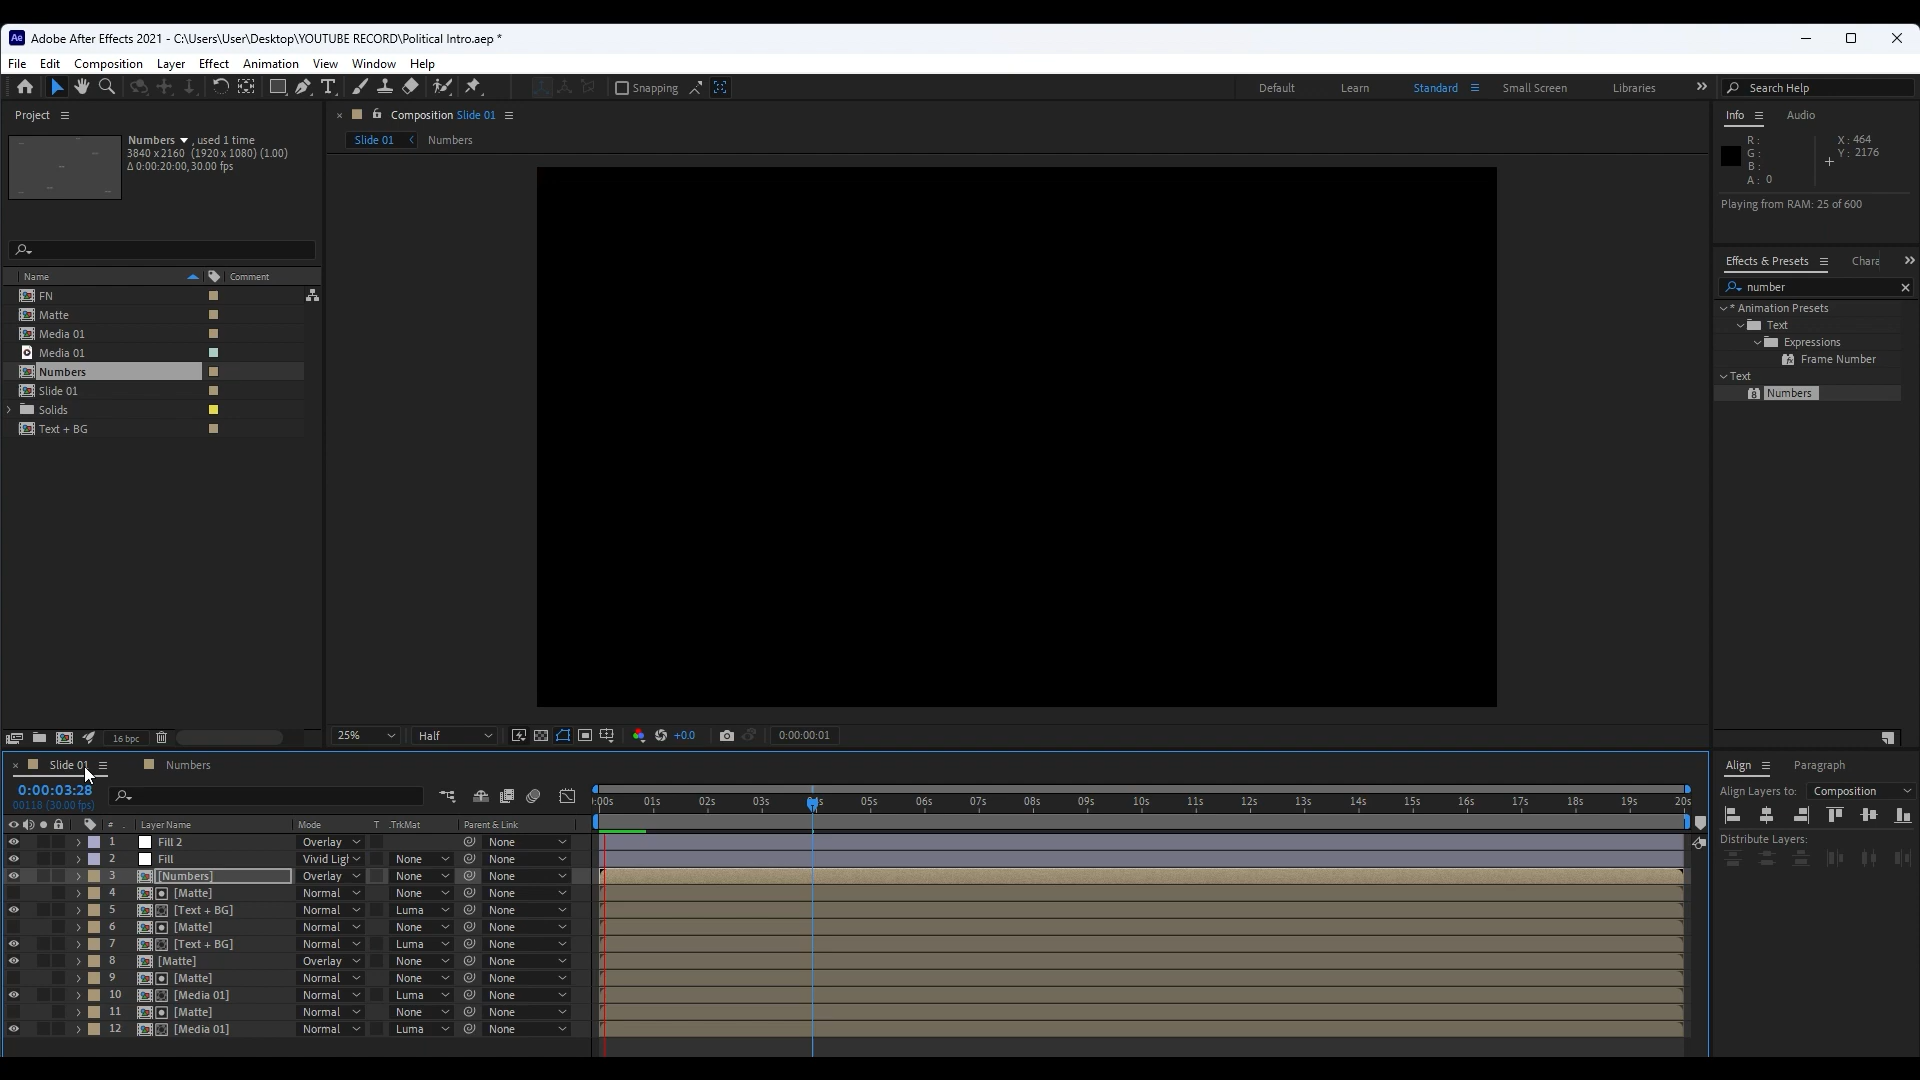 Ae Adobe After Effects 2021 - C:\Users\User\Desktop\YOUTUBE RECORD\Political Intro.aep *
File Edit Composition Layer Effect Animation View Window Help
Snapping Default Learn Standard Small Screen Libraries Search Help
Project
Numbers , used 1 time
3840 x 2160 (1920 x 1080) (1.00)
Δ 0:00:20:00, 30.00 fps
Name Comment
FN
Matte
Media 01
Media 01
Numbers
Slide 01
Solids
Text + BG
16 bpc
Composition Slide 01
Slide 01 Numbers
25% Half +0.0 0:00:00:01
Info Audio
R: X: 464
G: Y: 2176
B:
A: 0
Playing from RAM: 25 of 600
Effects & Presets Chara
number
* Animation Presets
Text
Expressions
Frame Number
Text
Numbers
Slide 01 Numbers
0:00:03:28
00118 (30.00 fps)
:00s 01s 02s 03s 05s 06s 07s 08s 09s 10s 11s 12s 13s 14s 15s 16s 17s 18s 19s 20s
# Layer Name Mode T .TrkMat Parent & Link
1 Fill 2 Overlay None
2 Fill Vivid Ligh None None
3 [Numbers] Overlay None None
4 [Matte] Normal None None
5 [Text + BG] Normal Luma None
6 [Matte] Normal None None
7 [Text + BG] Normal Luma None
8 [Matte] Overlay None None
9 [Matte] Normal None None
10 [Media 01] Normal Luma None
11 [Matte] Normal None None
12 [Media 01] Normal Luma None
Align Paragraph
Align Layers to: Composition
Distribute Layers: